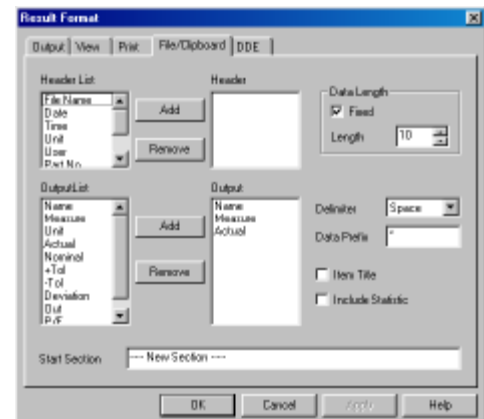 Result Format
Output View Print File/Clipboard DDE
Header List
File Name
Date
Time
Unit
User
Part No.
Add
Remove
Header
Data Length
Fixed
Length 10
OutputList
Name
Measure
Unit
Actual
Nominal
+Tol
-Tol
Deviation
Out
P/F
Add
Remove
Output
Name
Measure
Actual
Delimiter Space
Data Prefix "
Item Title
Include Statistic
Start Section ---- New Section ----
OK Cancel Apply Help